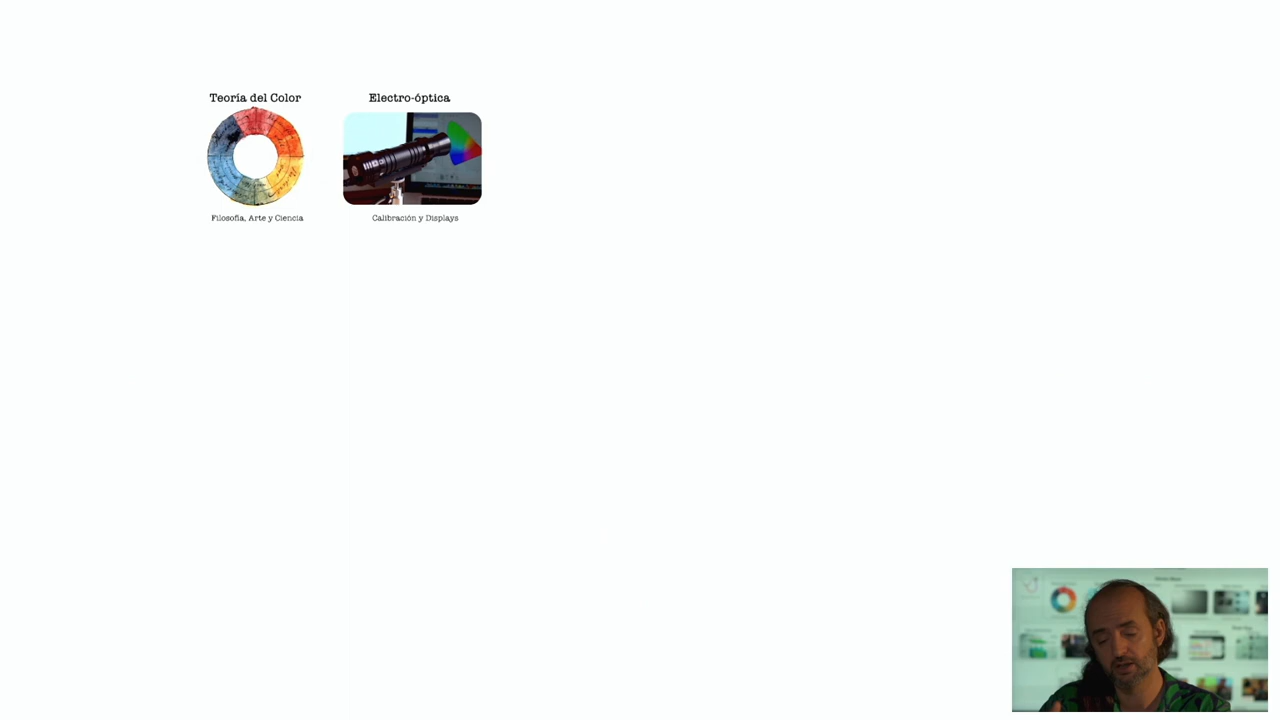 Teoría del Color
Electro-óptica
Filosofía, Arte y Ciencia
Calibración y Displays